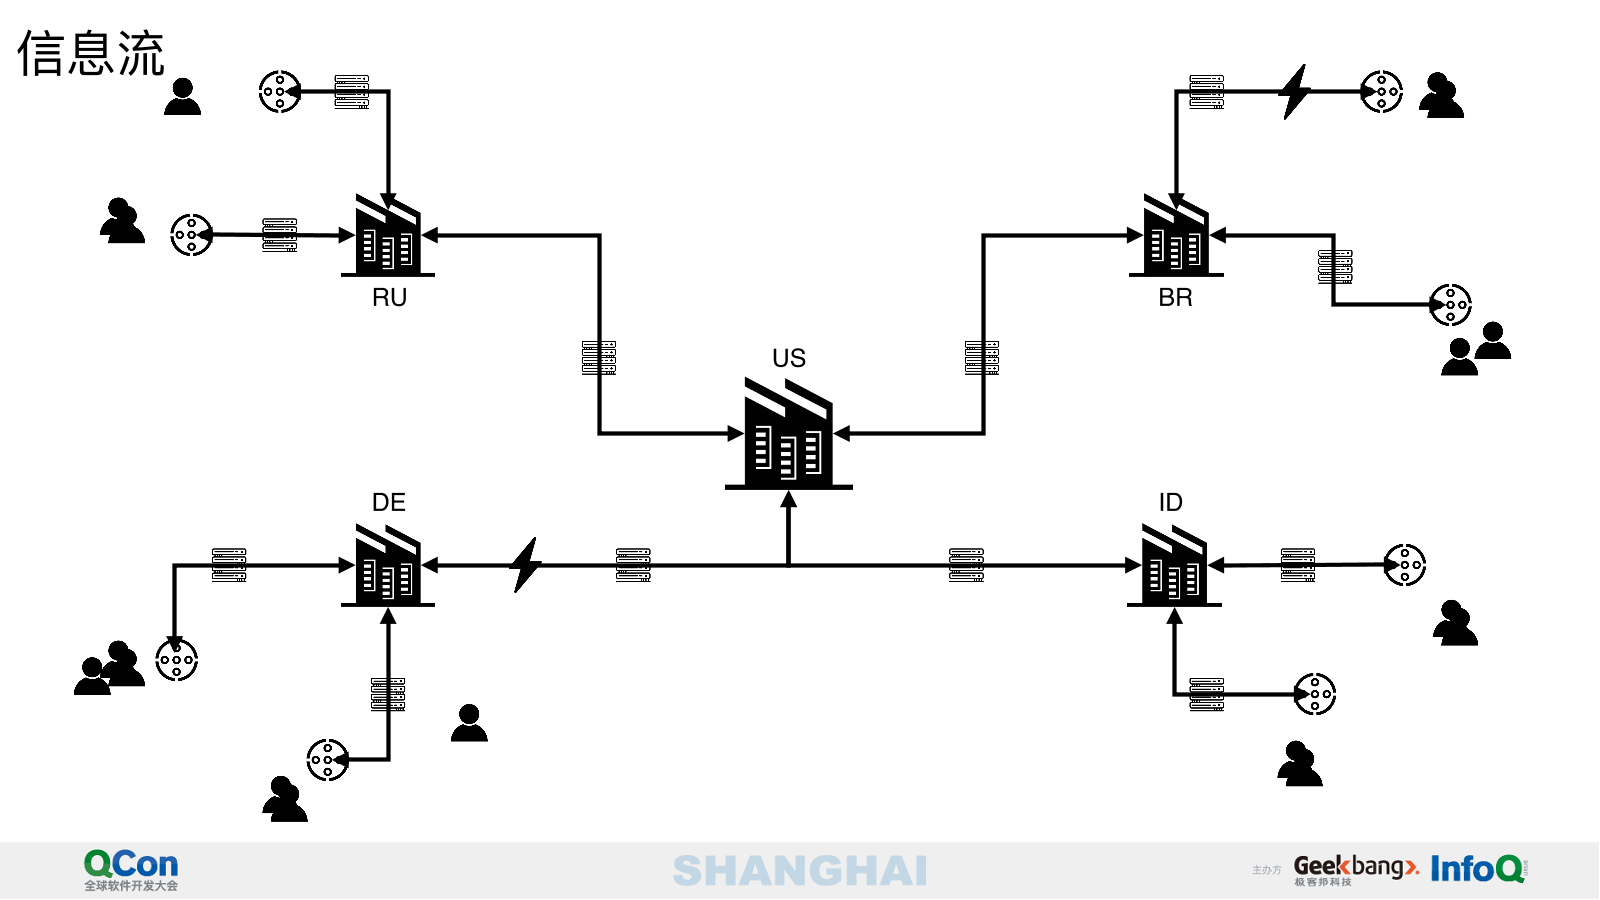 信息流
RU
BR
US
DE
ID
QCon
全球软件开发大会
SHANGHAI
主办方
Geekbang>.
极客邦科技
InfoQ